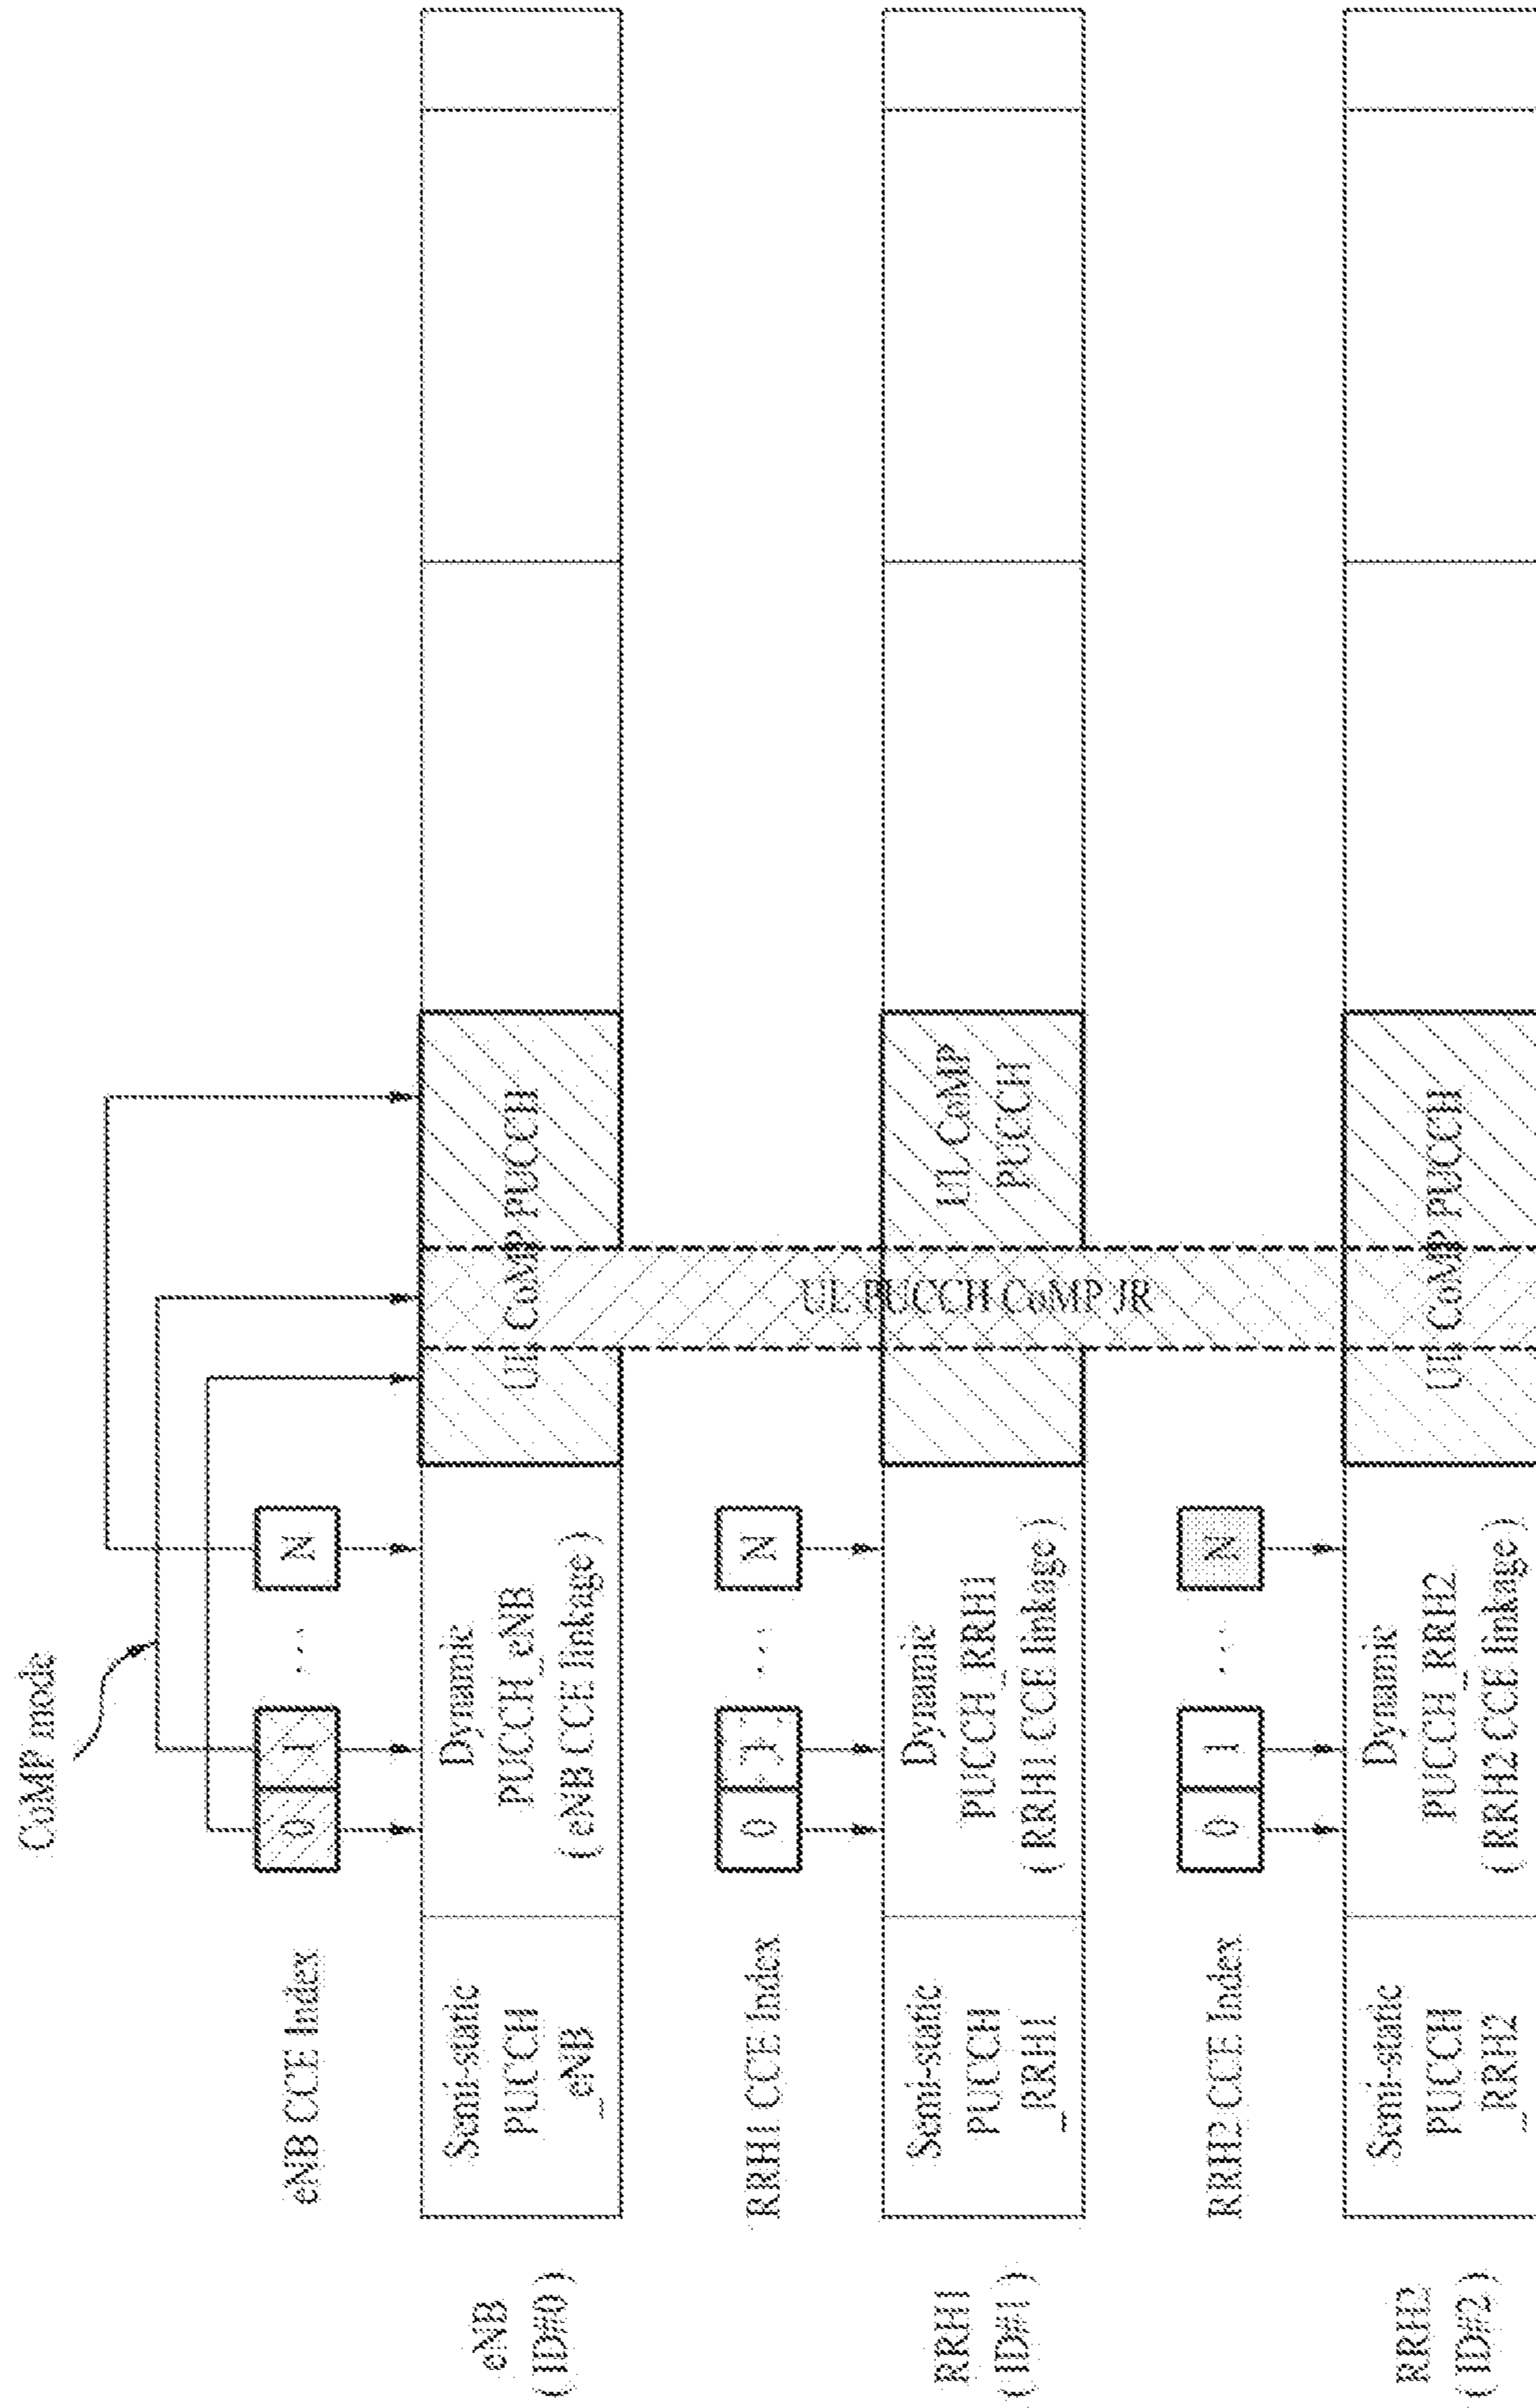 CoMP mode
eNB CCE Index
0
1
...
N
eNB
(ID#0)
Semi-static
PUCCH
_eNB
Dynamic
PUCCH_eNB
(eNB CCE linkage)
UL CoMP PUCCH
RRH1 CCE Index
0
1
...
N
UL PUCCH CoMP JR
RRH1
(ID#1)
Semi-static
PUCCH
_RRH1
Dynamic
PUCCH_RRH1
(RRH1 CCE linkage)
UL CoMP
PUCCH
RRH2 CCE Index
0
1
...
N
RRH2
(ID#2)
Semi-static
PUCCH
_RRH2
Dynamic
PUCCH_RRH2
(RRH2 CCE linkage)
UL CoMP PUCCH